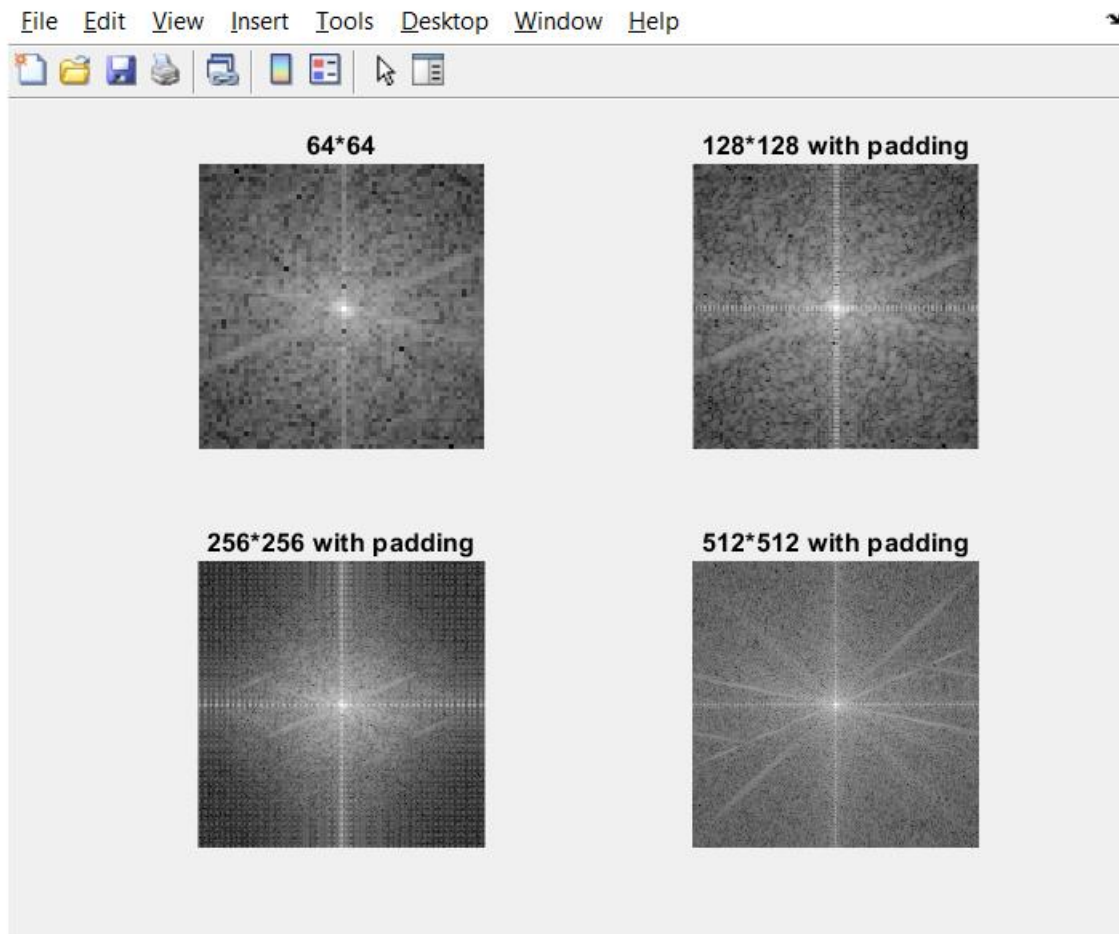 File Edit View Insert Tools Desktop Window Help
64*64
128*128 with padding
256*256 with padding
512*512 with padding